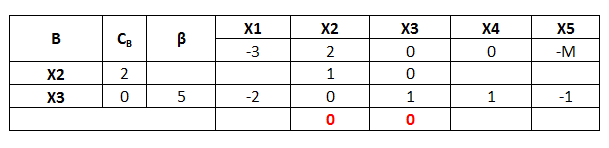 B C_B β X1 X2 X3 X4 X5
-3 2 0 0 -M
X2 2 1 0
X3 0 5 -2 0 1 1 -1
0 0